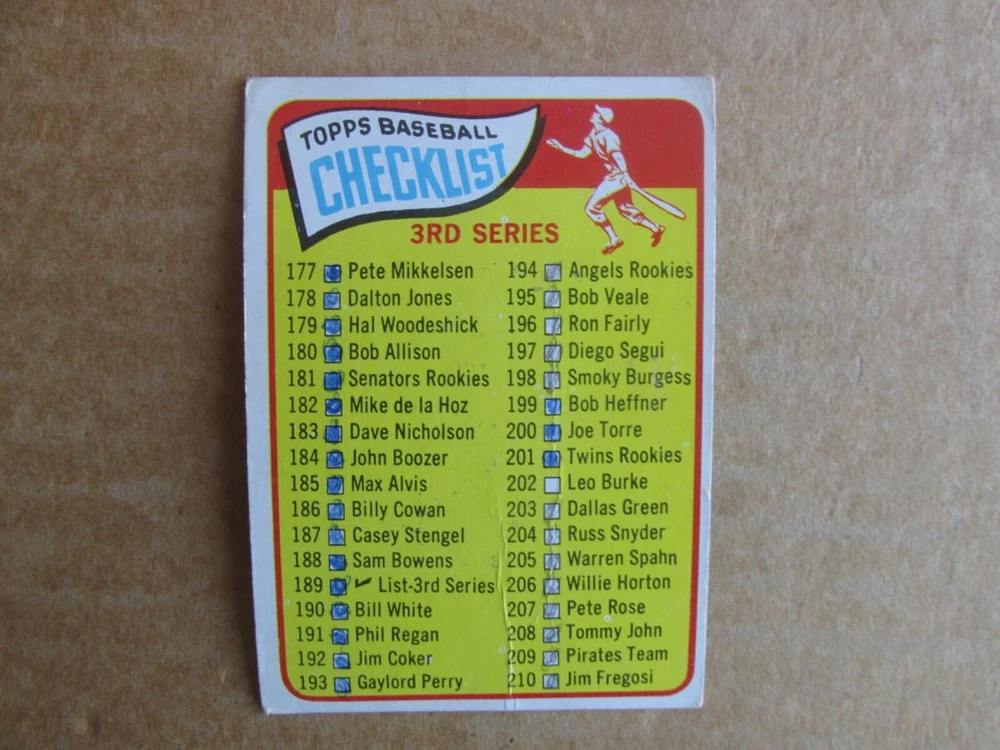 TOPPS BASEBALL
CHECKLIST
3RD SERIES
177 Pete Mikkelsen
178 Dalton Jones
179 Hal Woodeshick
180 Bob Allison
181 Senators Rookies
182 Mike de la Hoz
183 Dave Nicholson
184 John Boozer
185 Max Alvis
186 Billy Cowan
187 Casey Stengel
188 Sam Bowens
189 ✓ List-3rd Series
190 Bill White
191 Phil Regan
192 Jim Coker
193 Gaylord Perry
194 Angels Rookies
195 Bob Veale
196 Ron Fairly
197 Diego Segui
198 Smoky Burgess
199 Bob Heffner
200 Joe Torre
201 Twins Rookies
202 Leo Burke
203 Dallas Green
204 Russ Snyder
205 Warren Spahn
206 Willie Horton
207 Pete Rose
208 Tommy John
209 Pirates Team
210 Jim Fregosi